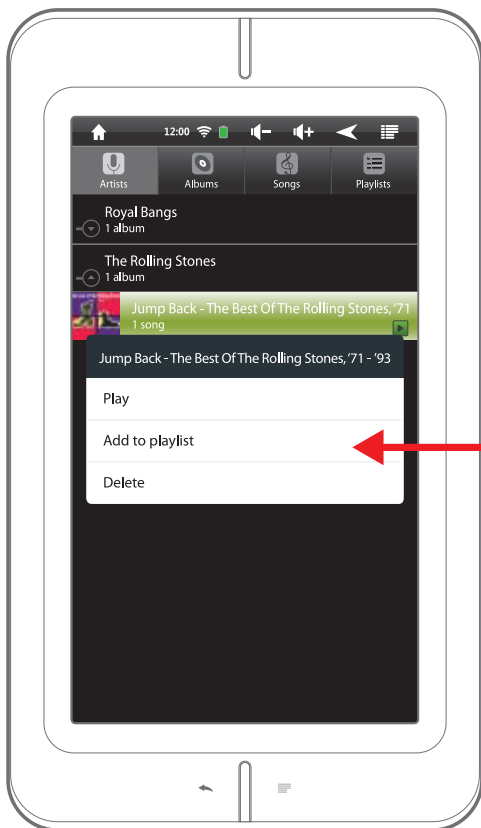 12:00
Artists Albums Songs Playlists
Royal Bangs
1 album
The Rolling Stones
1 album
Jump Back - The Best Of The Rolling Stones, '71
1 song
Jump Back - The Best Of The Rolling Stones, '71 - '93
Play
Add to playlist
Delete